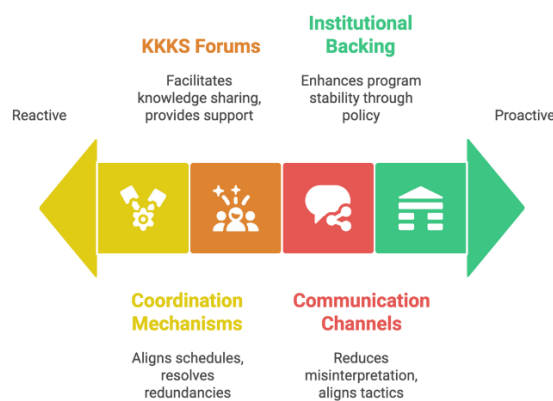 KKKS Forums
Institutional
Backing
Facilitates
knowledge sharing,
provides support
Enhances program
stability through
policy
Reactive
Proactive
Coordination
Mechanisms
Communication
Channels
Aligns schedules,
resolves
redundancies
Reduces
misinterpretation,
aligns tactics